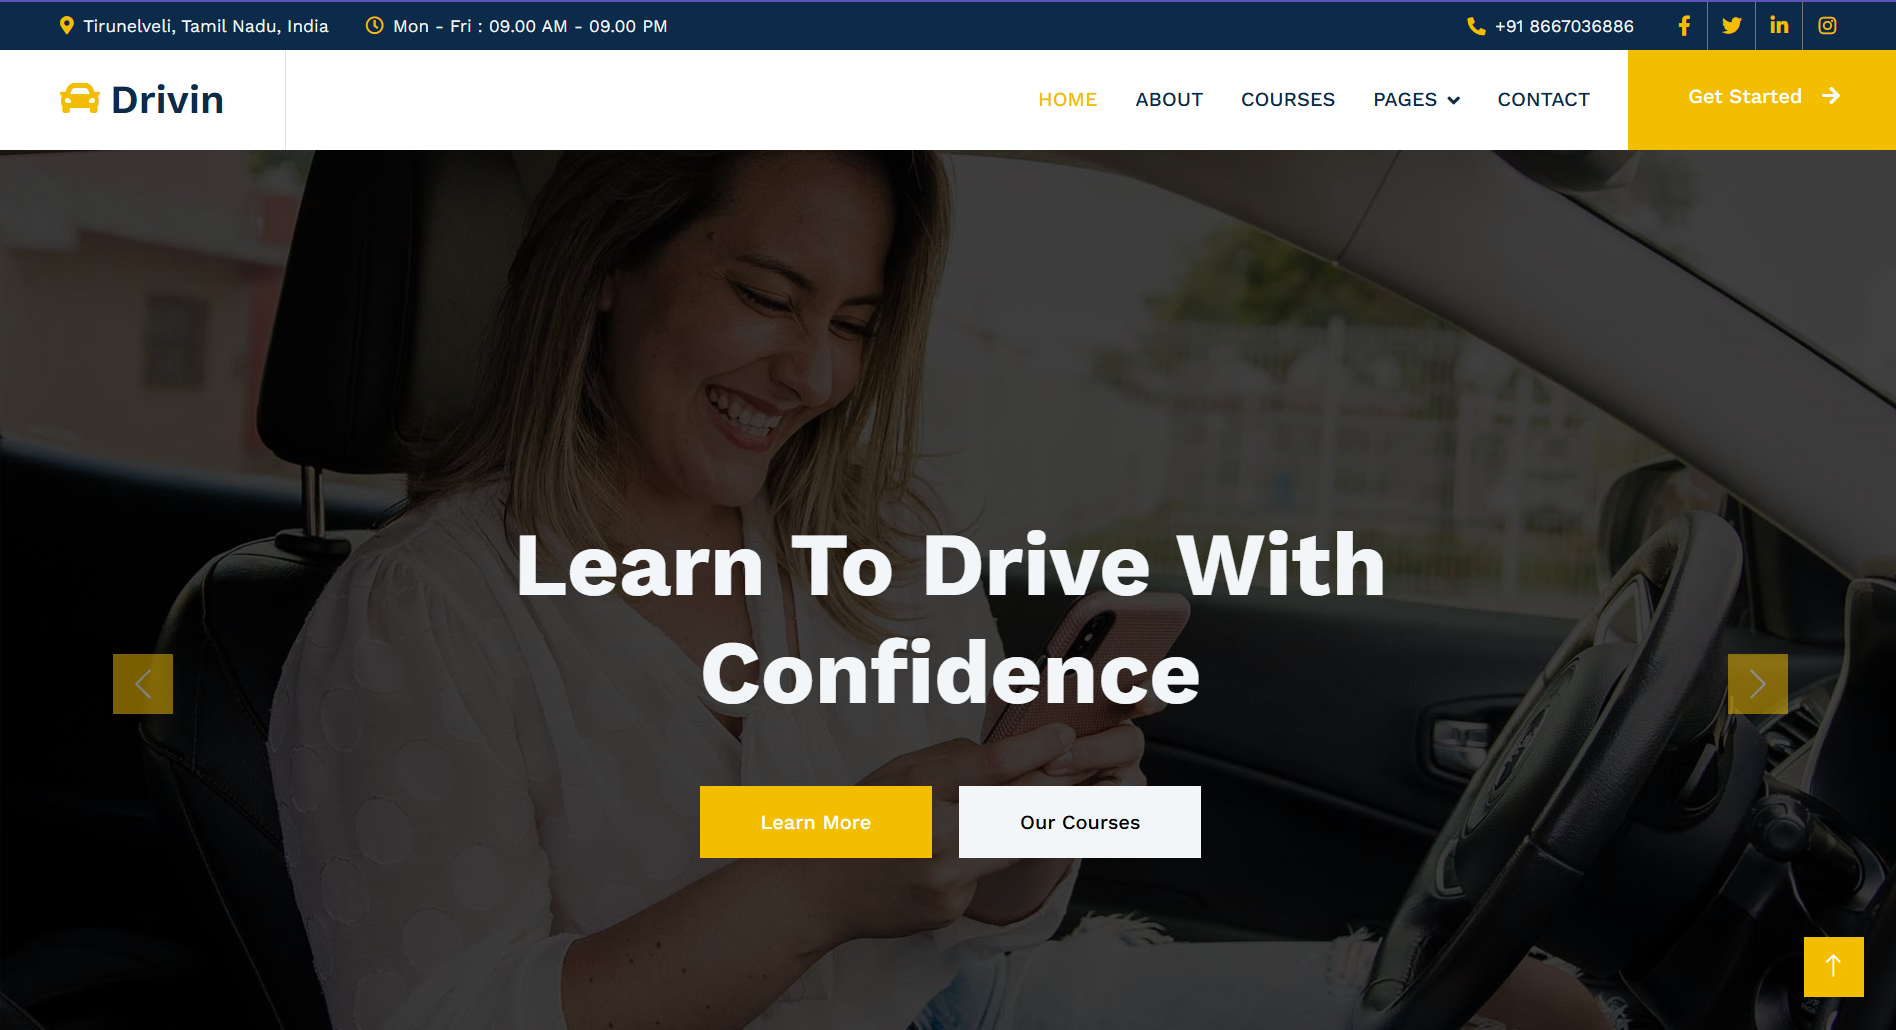 Tirunelveli, Tamil Nadu, India
Mon - Fri : 09.00 AM - 09.00 PM
+91 8667036886
Drivin
HOME
ABOUT
COURSES
PAGES
CONTACT
Get Started
Learn To Drive With
Confidence
Learn More
Our Courses